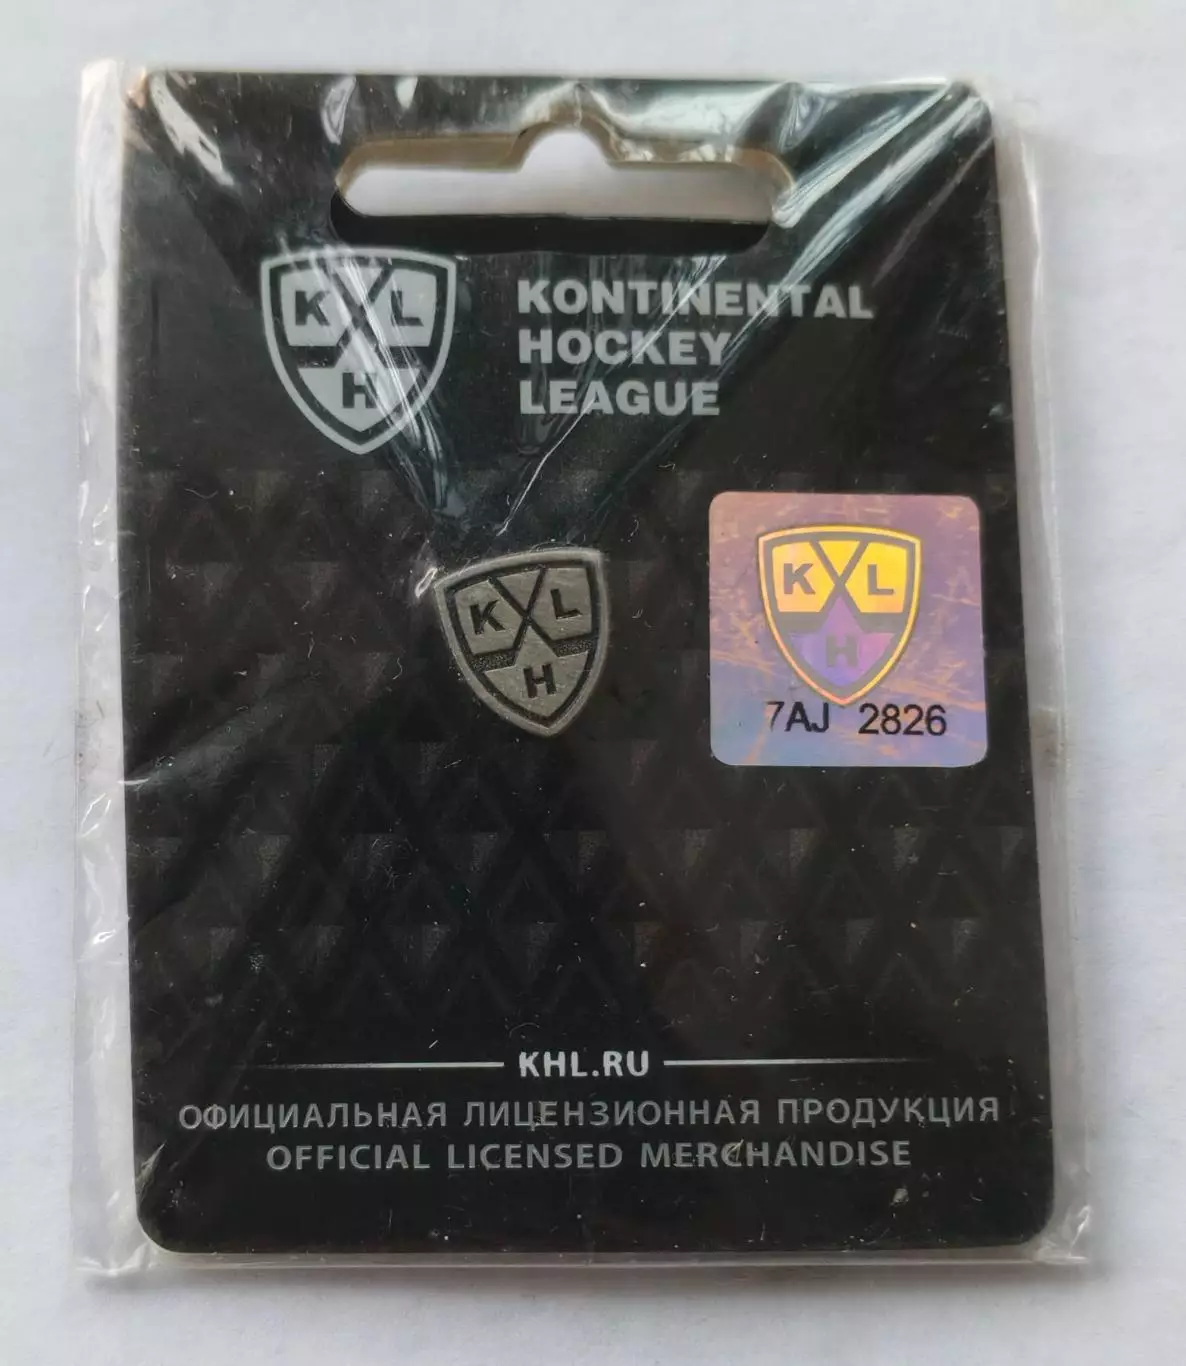 K L
H
KONTINENTAL
HOCKEY
LEAGUE
K L
H
K L
H
7AJ 2826
KHL.RU
ОФИЦИАЛЬНАЯ ЛИЦЕНЗИОННАЯ ПРОДУКЦИЯ
OFFICIAL LICENSED MERCHANDISE